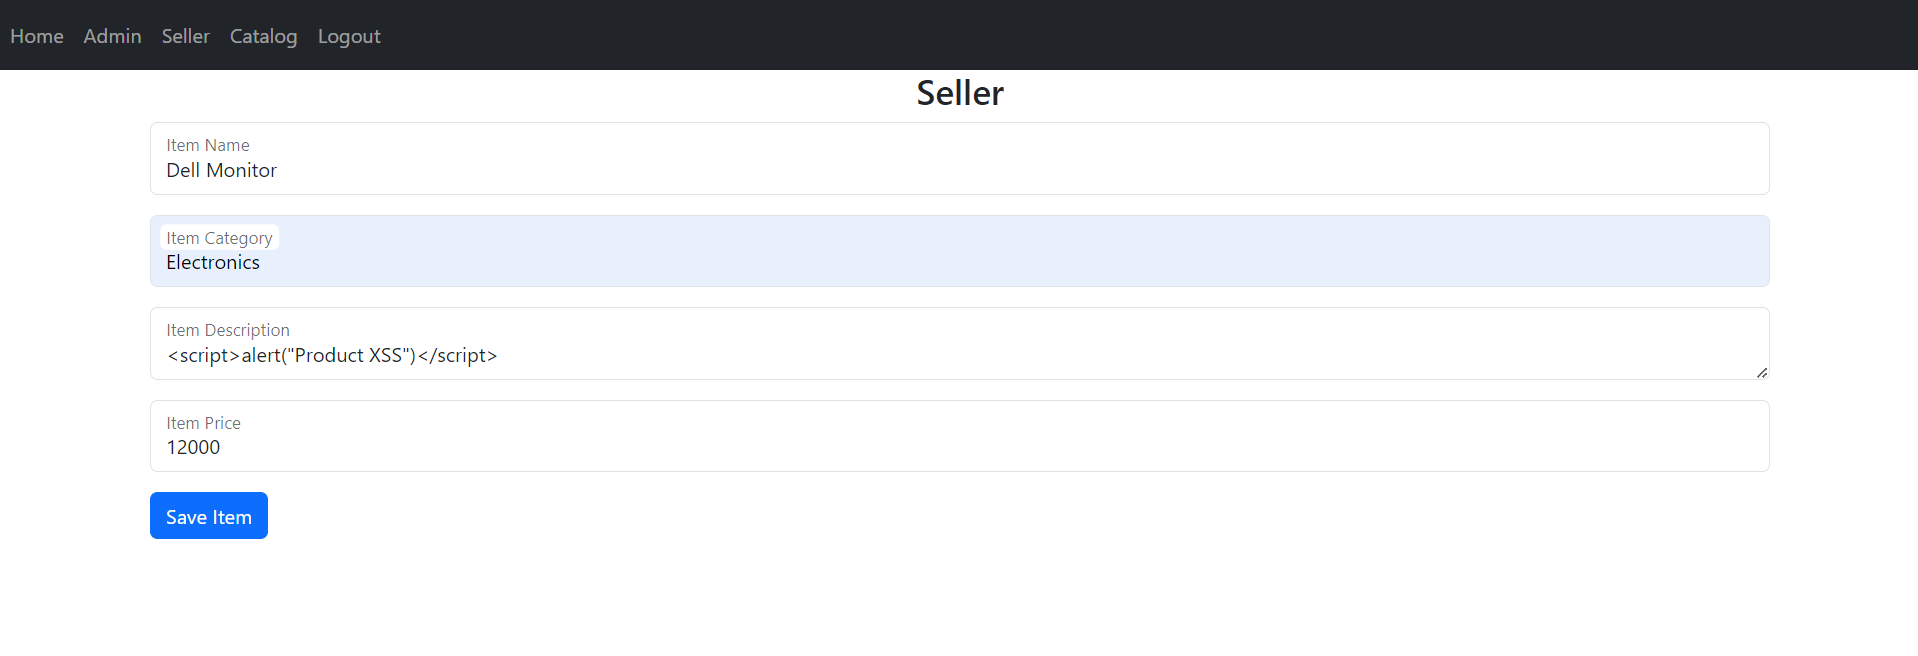 Home Admin Seller Catalog Logout
Seller
Item Name
Dell Monitor
Item Category
Electronics
Item Description
<script>alert("Product XSS")</script>
Item Price
12000
Save Item